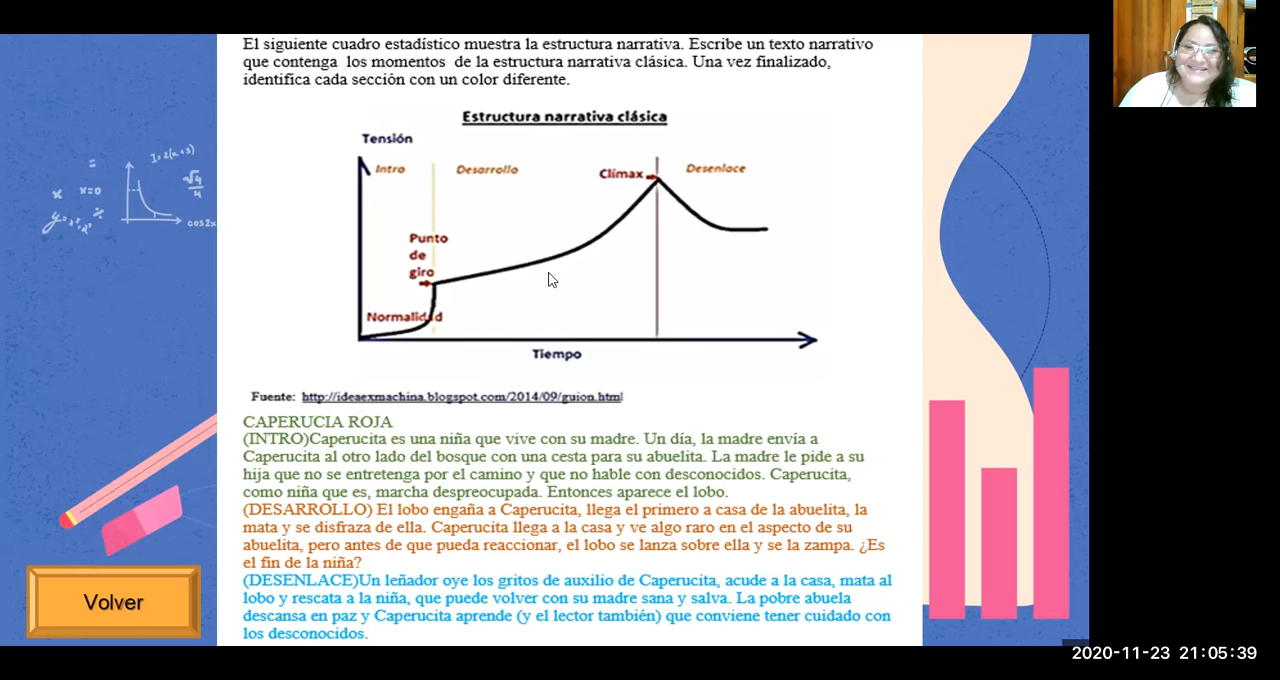 El siguiente cuadro estadístico muestra la estructura narrativa. Escribe un texto narrativo
que contenga los momentos de la estructura narrativa clásica. Una vez finalizado,
identifica cada sección con un color diferente.
Estructura narrativa clásica
Tensión
Intro
Desarrollo
Clímax
Desenlace
Punto
de
giro
Normalidad
Tiempo
=
x x=0
I=2(x+3)
√4
4
cos2x
Fuente: http://ideaexmachina.blogspot.com/2014/09/guion.html
CAPERUCIA ROJA
(INTRO)Caperucita es una niña que vive con su madre. Un día, la madre envía a
Caperucita al otro lado del bosque con una cesta para su abuelita. La madre le pide a su
hija que no se entretenga por el camino y que no hable con desconocidos. Caperucita,
como niña que es, marcha despreocupada. Entonces aparece el lobo.
(DESARROLLO) El lobo engaña a Caperucita, llega el primero a casa de la abuelita, la
mata y se disfraza de ella. Caperucita llega a la casa y ve algo raro en el aspecto de su
abuelita, pero antes de que pueda reaccionar, el lobo se lanza sobre ella y se la zampa. ¿Es
el fin de la niña?
(DESENLACE)Un leñador oye los gritos de auxilio de Caperucita, acude a la casa, mata al
lobo y rescata a la niña, que puede volver con su madre sana y salva. La pobre abuela
descansa en paz y Caperucita aprende (y el lector también) que conviene tener cuidado con
los desconocidos.
Volver
2020-11-23 21:05:39